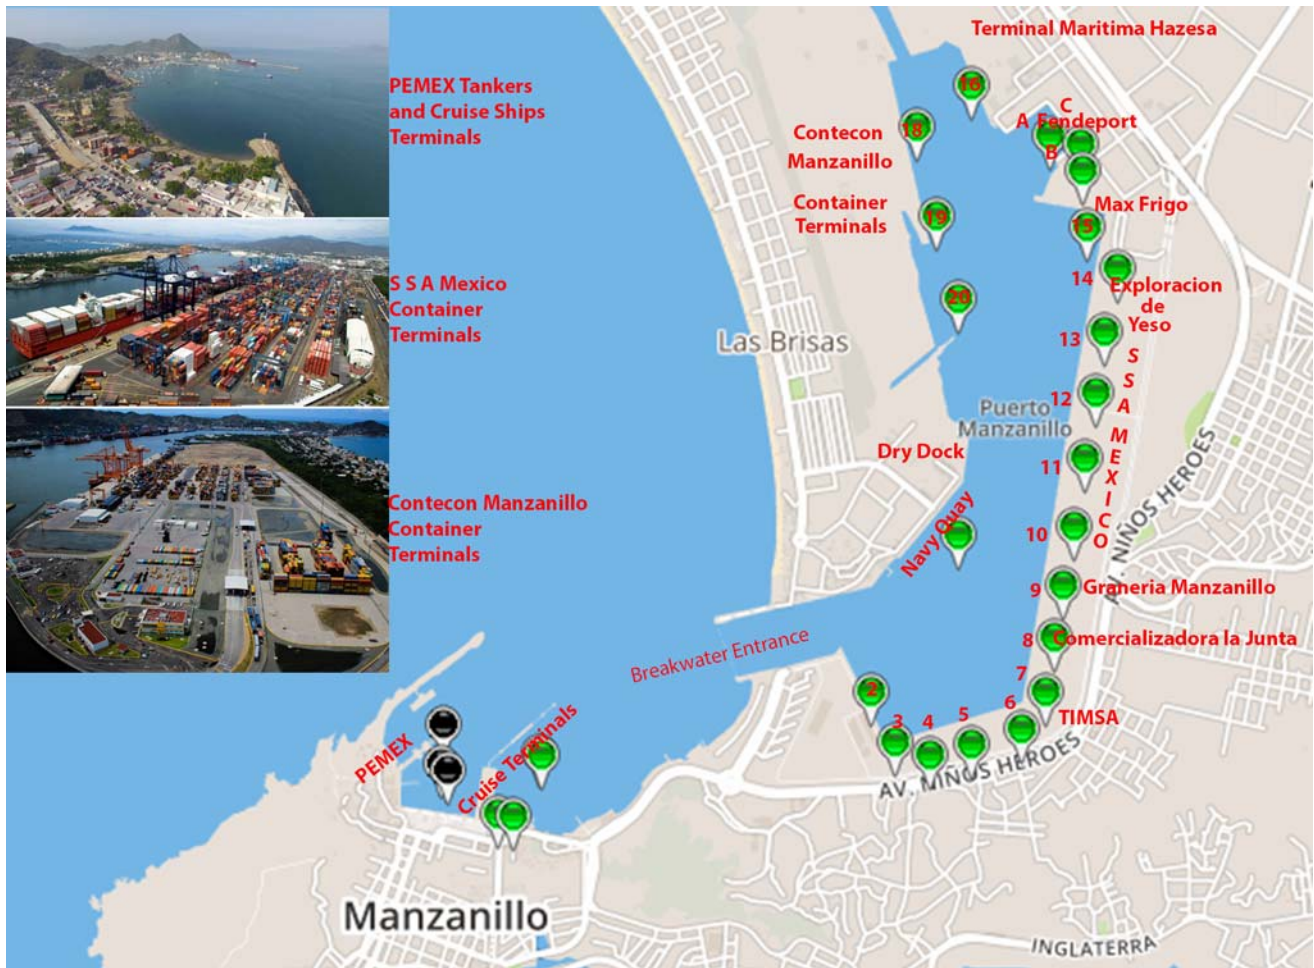 PEMEX Tankers
and Cruise Ships
Terminals
S S A Mexico
Container
Terminals
Contecon Manzanillo
Container
Terminals
Terminal Maritima Hazesa
16
18
Contecon
Manzanillo
Container
Terminals
19
20
C
A Fendeport
B
Max Frigo
15
14
Exploracion
de
Yeso
13
12
11
10
S S A MEXICO
Las Brisas
Puerto
Manzanillo
Dry Dock
Navy Quay
9
Graneria Manzanillo
8
Comercializadora la Junta
7
6
TIMSA
5
4
3
2
Breakwater Entrance
AV. NIÑOS HEROES
AV. NIÑOS HEROES
PEMEX
Cruise Terminals
Manzanillo
INGLATERRA